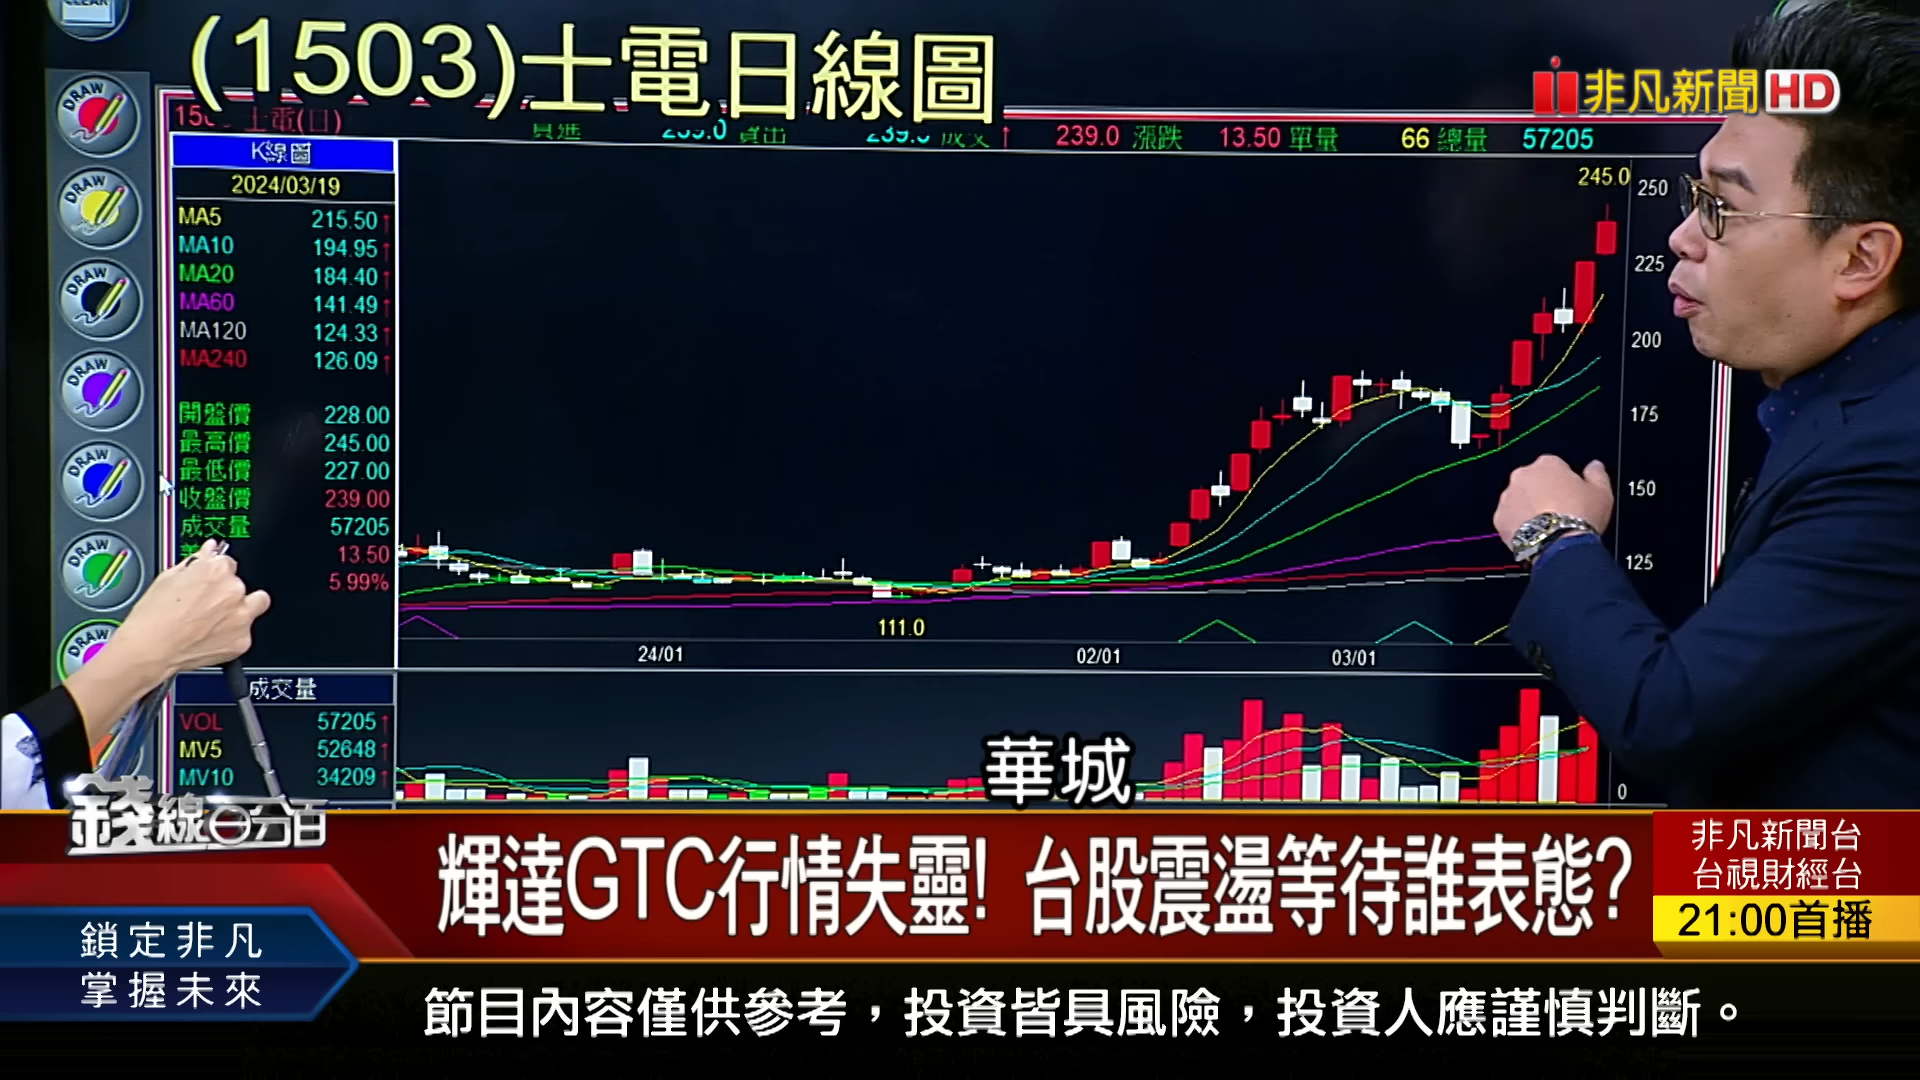 CLEAR
(1503)士電日線圖
非凡新聞HD
239.0 漲跌 13.50 單量 66 總量 57205
K線圖
2024/03/19
MA5 215.50↑
MA10 194.95↑
MA20 184.40↑
MA60 141.49↑
MA120 124.33↑
MA240 126.09↑
開盤價 228.00
最高價 245.00
最低價 227.00
收盤價 239.00
成交量 57205
13.50
5.99%
DRAW
DRAW
DRAW
DRAW
DRAW
DRAW
DRAW
245.0
250
225
200
175
150
125
111.0
24/01
02/01
03/01
成交量
VOL 57205↑
MV5 52648↑
MV10 34209↑
0
華城
錢線百分百
輝達GTC行情失靈! 台股震盪等待誰表態?
非凡新聞台
台視財經台
21:00首播
鎖定非凡
掌握未來
節目內容僅供參考，投資皆具風險，投資人應謹慎判斷。